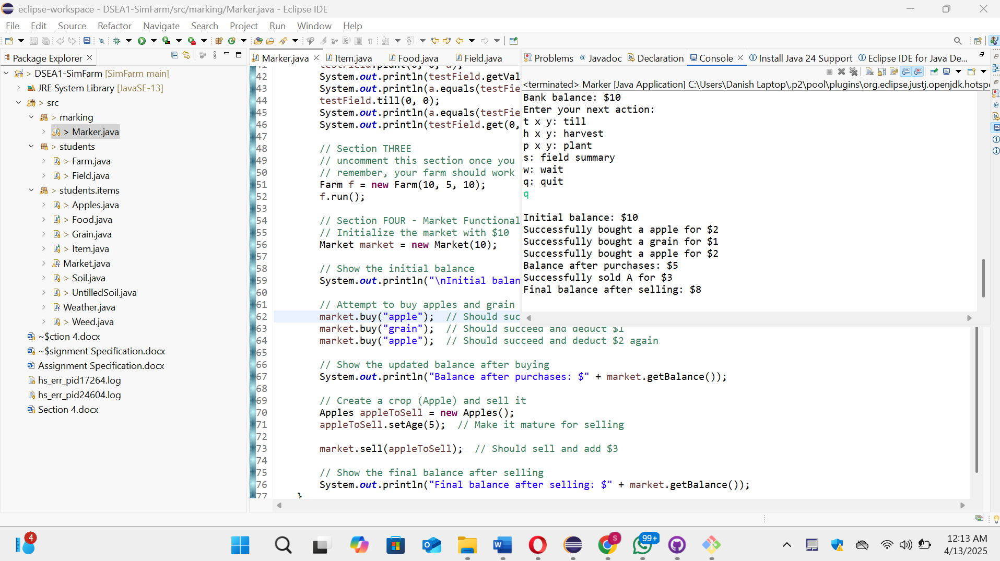 eclipse-workspace - DSEA1-SimFarm/src/marking/Marker.java - Eclipse IDE
File Edit Source Refactor Navigate Search Project Run Window Help
Package Explorer
DSEA1-SimFarm [SimFarm main]
JRE System Library [JavaSE-13]
> src
> marking
> Marker.java
> students
> Farm.java
> Field.java
> students.items
> Apples.java
> Food.java
> Grain.java
> Item.java
Market.java
> Soil.java
> UntilledSoil.java
Weather.java
> Weed.java
~$ction 4.docx
~$signment Specification.docx
Assignment Specification.docx
hs_err_pid17264.log
hs_err_pid24604.log
Section 4.docx
Marker.java Item.java Food.java Field.java
42 System.out.println(testField.getVal
43 System.out.println(a.equals(testFie
44 testField.till(0, 0);
45 System.out.println(a.equals(testFie
46 System.out.println(testField.get(0,
47
48 // Section THREE
49 // uncomment this section once you
50 // remember, your farm should work
51 Farm f = new Farm(10, 5, 10);
52 f.run();
53
54 // Section FOUR - Market Functional
55 // Initialize the market with $10
56 Market market = new Market(10);
57
58 // Show the initial balance
59 System.out.println("\nInitial balan
60
61 // Attempt to buy apples and grain
62 market.buy("apple"); // Should suc
63 market.buy("grain"); // Should succeed and deduct $1
64 market.buy("apple"); // Should succeed and deduct $2 again
65
66 // Show the updated balance after buying
67 System.out.println("Balance after purchases: $" + market.getBalance());
68
69 // Create a crop (Apple) and sell it
70 Apples appleToSell = new Apples();
71 appleToSell.setAge(5); // Make it mature for selling
72
73 market.sell(appleToSell); // Should sell and add $3
74
75 // Show the final balance after selling
76 System.out.println("Final balance after selling: $" + market.getBalance());
77 }
Problems Javadoc Declaration Console Install Java 24 Support Eclipse IDE for Java De...
<terminated> Marker [Java Application] C:\Users\Danish Laptop\.p2\pool\plugins\org.eclipse.justj.openjdk.hotspo
Bank balance: $10
Enter your next action:
t x y: till
h x y: harvest
p x y: plant
s: field summary
w: wait
q: quit
q
Initial balance: $10
Successfully bought a apple for $2
Successfully bought a grain for $1
Successfully bought a apple for $2
Balance after purchases: $5
Successfully sold A for $3
Final balance after selling: $8
4
S
99+
12:13 AM
4/13/2025